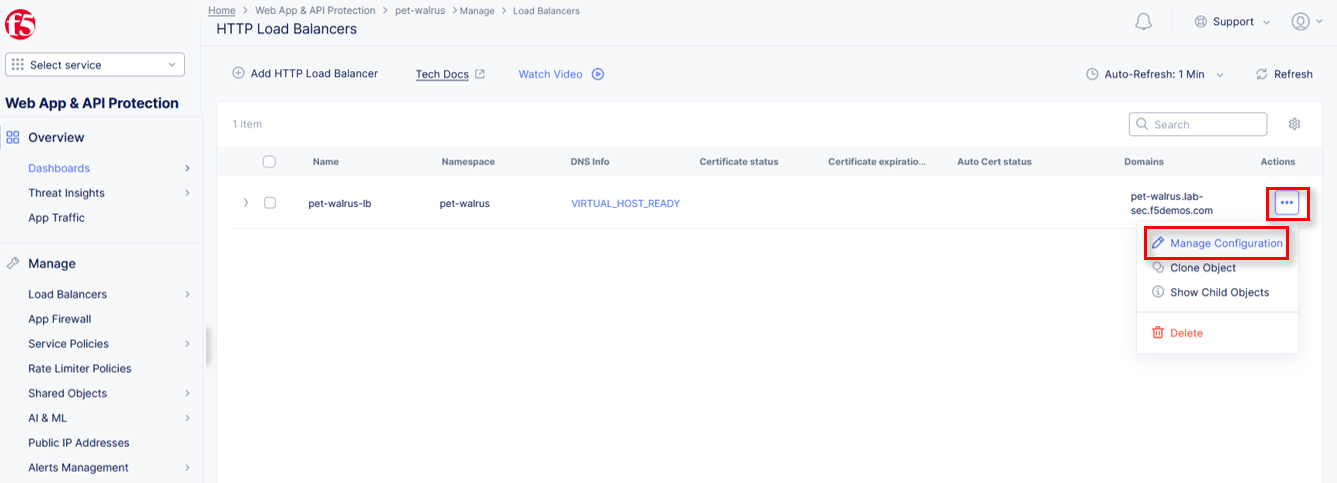 f5
Home > Web App & API Protection > pet-walrus > Manage > Load Balancers
HTTP Load Balancers
Support
Select service
Web App & API Protection
Overview
Dashboards
Threat Insights
App Traffic
Manage
Load Balancers
App Firewall
Service Policies
Rate Limiter Policies
Shared Objects
AI & ML
Public IP Addresses
Alerts Management
Add HTTP Load Balancer Tech Docs Watch Video Auto-Refresh: 1 Min Refresh
1 item Search
Name Namespace DNS Info Certificate status Certificate expiratio... Auto Cert status Domains Actions
pet-walrus-lb pet-walrus VIRTUAL_HOST_READY pet-walrus.lab-
sec.f5demos.com
Manage Configuration
Clone Object
Show Child Objects
Delete